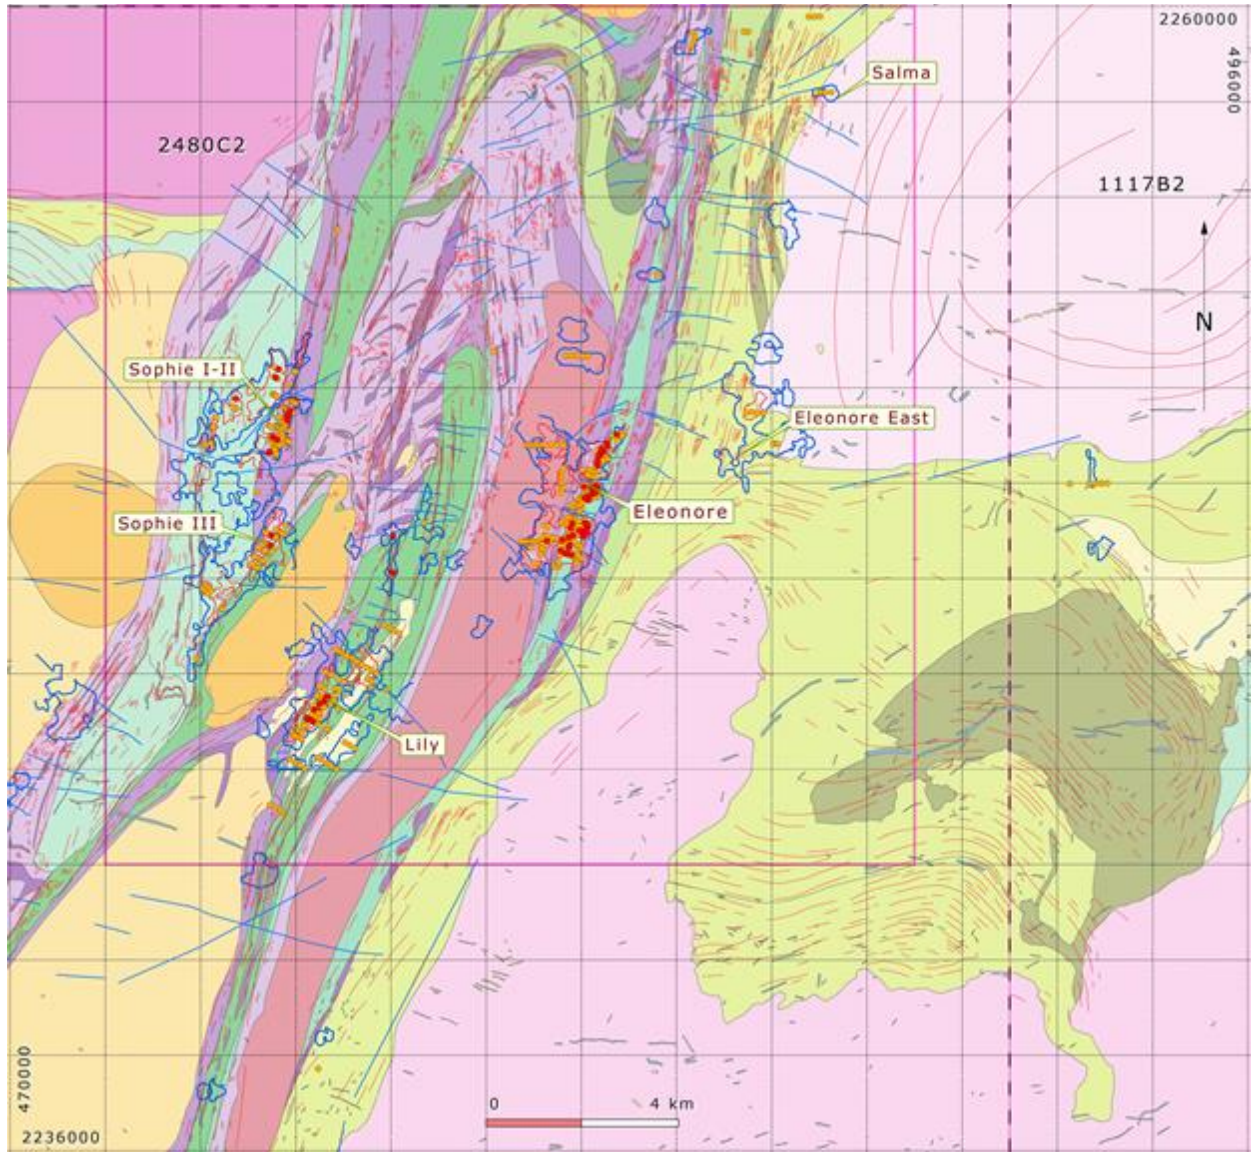 2260000
496000
Salma
2480C2
1117B2
N
Sophie I-II
Eleonore East
Eleonore
Sophie III
Lily
470000
0 4 km
2236000